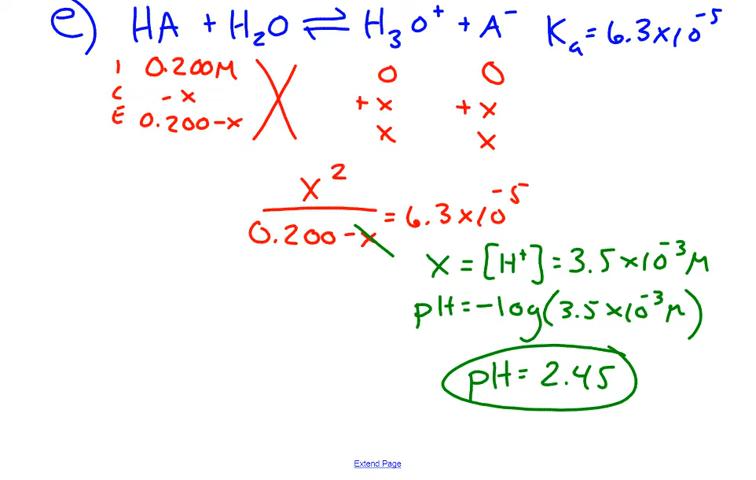 e) HA + H₂O ⇌ H₃O⁺ + A⁻ Kₐ = 6.3×10⁻⁵
I 0.200M 0 0
C -x +x +x
E 0.200-x x x
x² / 0.200-x = 6.3×10⁻⁵
x = [H⁺] = 3.5×10⁻³M
pH = -log(3.5×10⁻³M)
pH = 2.45
Extend Page